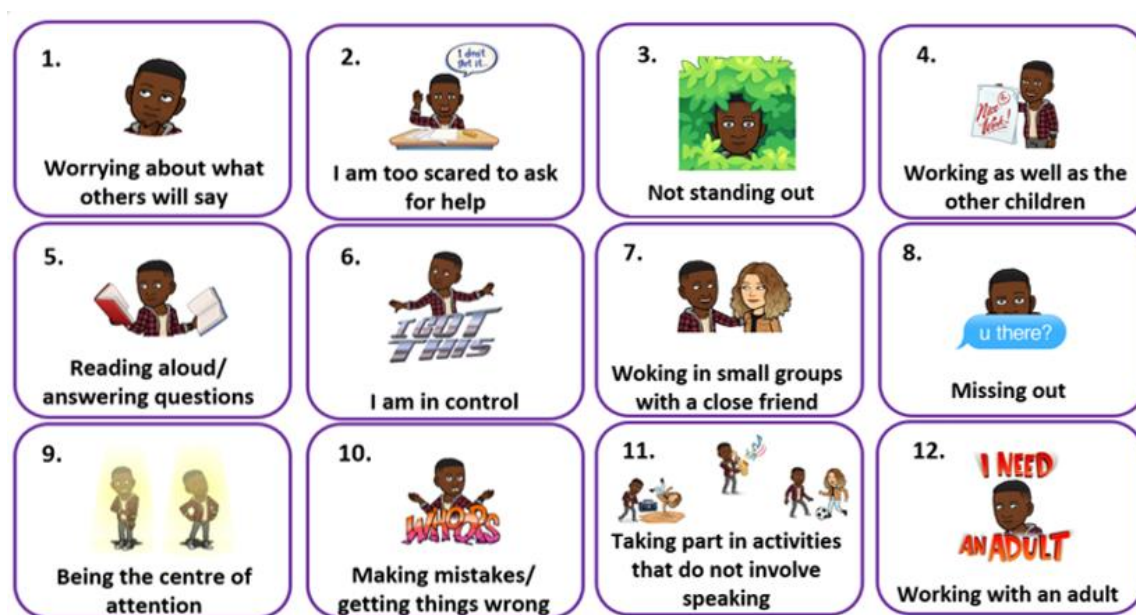 1.
Worrying about what
others will say
2.
I don't
get it..
I am too scared to ask
for help
3.
Not standing out
4.
Nice
Work!
Working as well as the
other children
5.
Reading aloud/
answering questions
6.
I GOT
THIS
I am in control
7.
Woking in small groups
with a close friend
8.
u there?
Missing out
9.
Being the centre of
attention
10.
WHOOPS
Making mistakes/
getting things wrong
11.
Taking part in activities
that do not involve
speaking
12.
I NEED
AN ADULT
Working with an adult